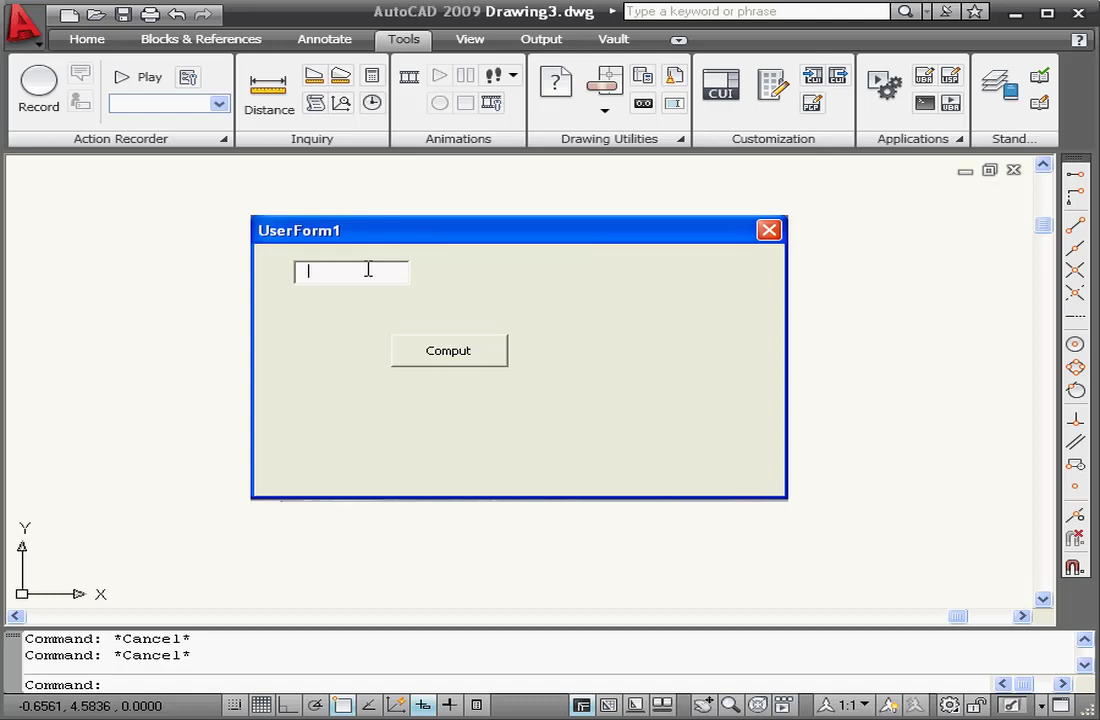 AutoCAD 2009 Drawing3.dwg
Type a keyword or phrase
Home
Blocks & References
Annotate
Tools
View
Output
Vault
Record
Play
Distance
CUI
Action Recorder
Inquiry
Animations
Drawing Utilities
Customization
Applications
Stand...
UserForm1
Comput
Y
X
Command: *Cancel*
Command: *Cancel*
Command:
-0.6561, 4.5836, 0.0000
1:1